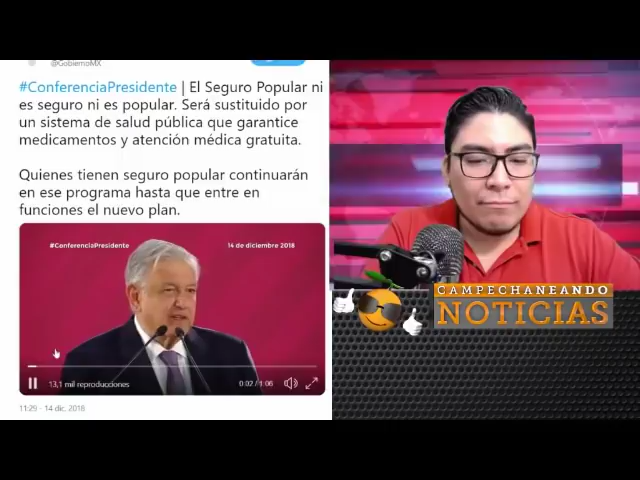 @GobiernoMX
#ConferenciaPresidente | El Seguro Popular ni
es seguro ni es popular. Será sustituido por
un sistema de salud pública que garantice
medicamentos y atención médica gratuita.
Quienes tienen seguro popular continuarán
en ese programa hasta que entre en
funciones el nuevo plan.
#ConferenciaPresidente
14 de diciembre 2018
13,1 mil reproducciones
0:02 / 1:06
11:29 - 14 dic. 2018
CAMPECHANEANDO
NOTICIAS